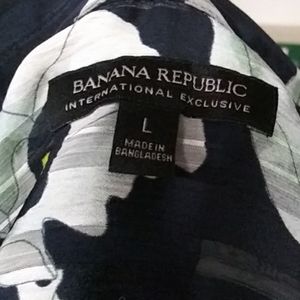 BANANA REPUBLIC
INTERNATIONAL EXCLUSIVE
L
MADE IN
BANGLADESH